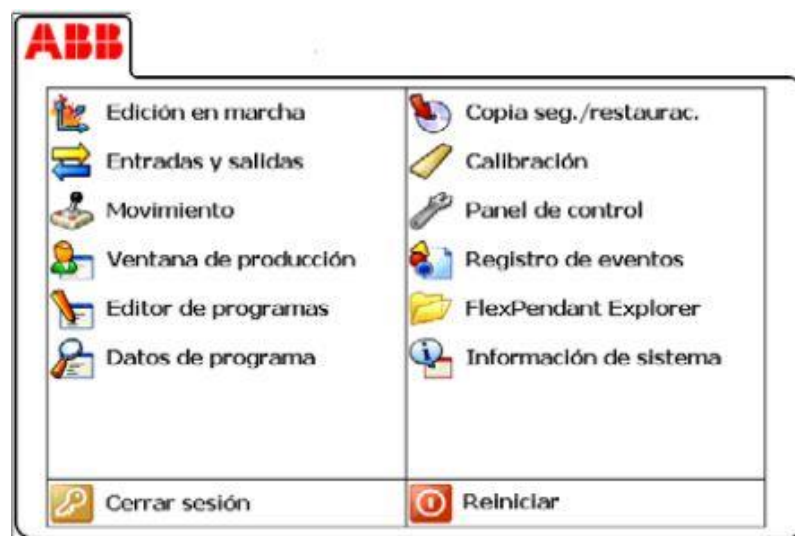 ABB
Edición en marcha
Copia seg./restaurac.
Entradas y salidas
Calibración
Movimiento
Panel de control
Ventana de producción
Registro de eventos
Editor de programas
FlexPendant Explorer
Datos de programa
Información de sistema
Cerrar sesión
Reiniciar